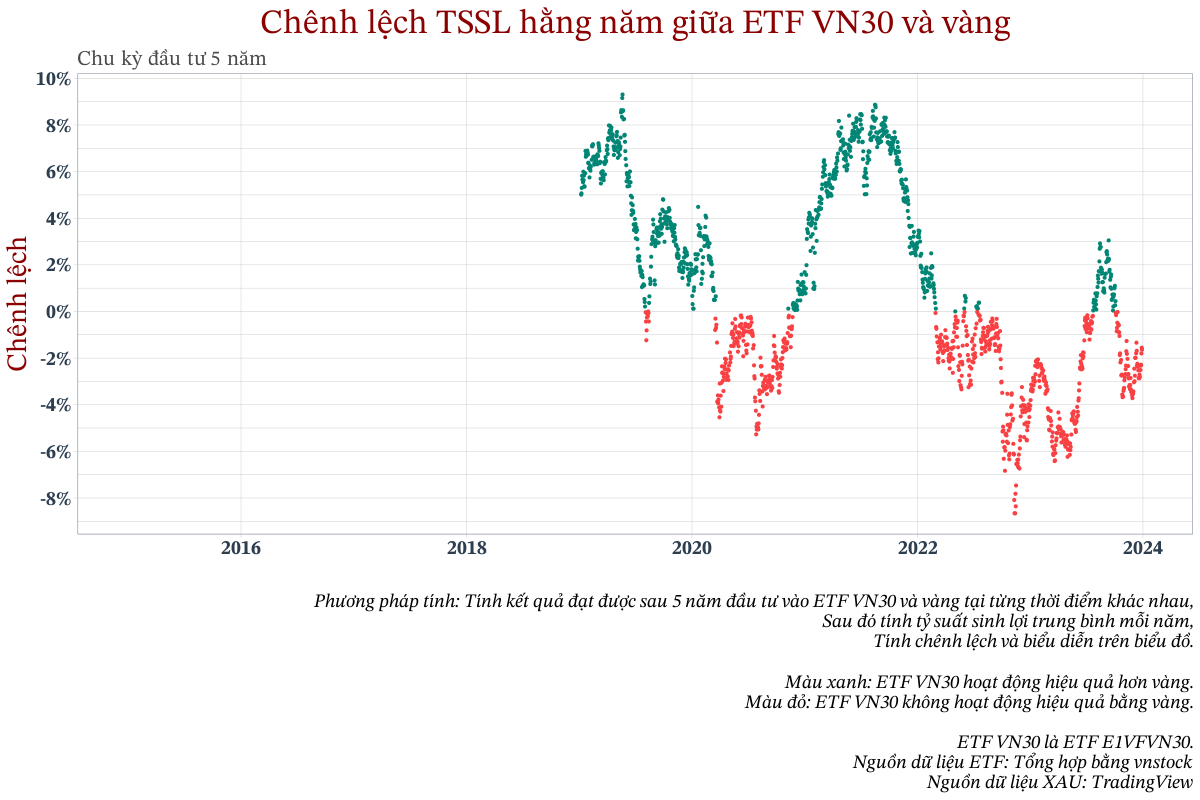 Chênh lệch TSSL hằng năm giữa ETF VN30 và vàng
Chu kỳ đầu tư 5 năm
10%
8%
6%
4%
2%
0%
-2%
-4%
-6%
-8%
Chênh lệch
2016
2018
2020
2022
2024
Phương pháp tính: Tính kết quả đạt được sau 5 năm đầu tư vào ETF VN30 và vàng tại từng thời điểm khác nhau,
Sau đó tính tỷ suất sinh lợi trung bình mỗi năm,
Tính chênh lệch và biểu diễn trên biểu đồ.
Màu xanh: ETF VN30 hoạt động hiệu quả hơn vàng.
Màu đỏ: ETF VN30 không hoạt động hiệu quả bằng vàng.
ETF VN30 là ETF E1VFVN30.
Nguồn dữ liệu ETF: Tổng hợp bằng vnstock
Nguồn dữ liệu XAU: TradingView